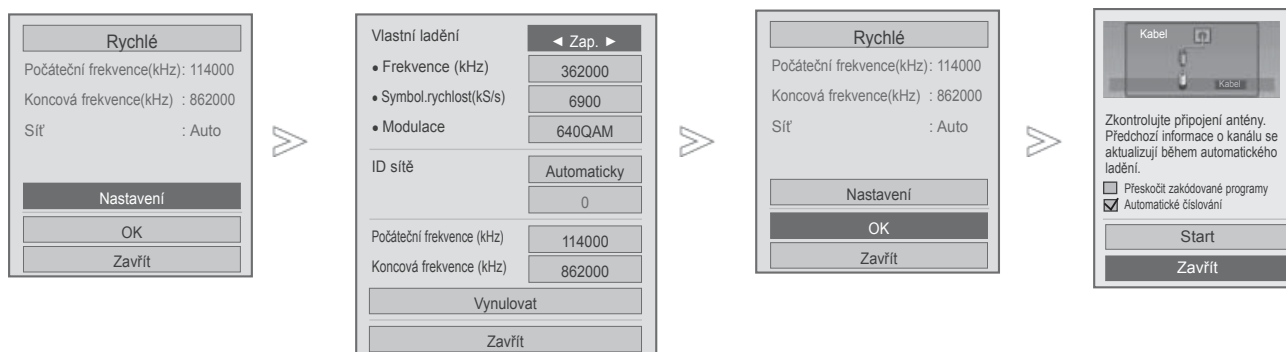 Rychlé
Počáteční frekvence(kHz): 114000
Koncová frekvence(kHz) : 862000
Síť : Auto
Nastavení
OK
Zavřít
Vlastní ladění ◄ Zap. ►
• Frekvence (kHz) 362000
• Symbol.rychlost(kS/s) 6900
• Modulace 640QAM
ID sítě Automaticky
0
Počáteční frekvence (kHz) 114000
Koncová frekvence (kHz) 862000
Vynulovat
Zavřít
Rychlé
Počáteční frekvence(kHz): 114000
Koncová frekvence(kHz) : 862000
Síť : Auto
Nastavení
OK
Zavřít
Kabel
Kabel
Zkontrolujte připojení antény.
Předchozí informace o kanálu se
aktualizují během automatického
ladění.
Přeskočit zakódované programy
Automatické číslování
Start
Zavřít